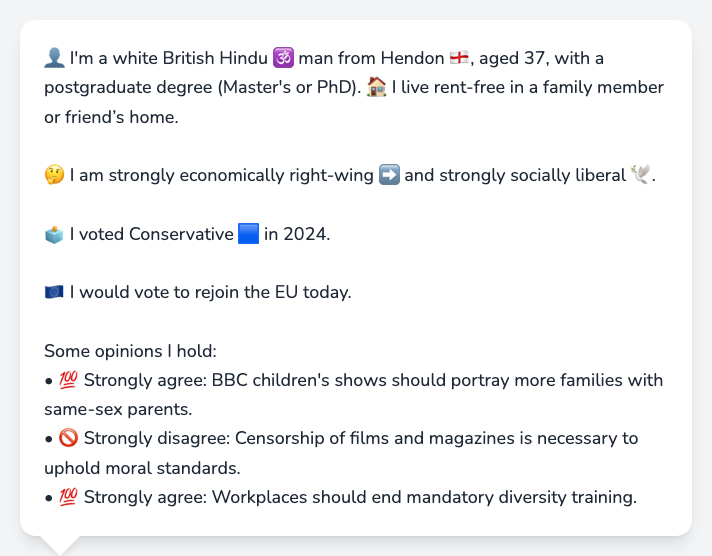 👤 I'm a white British Hindu 🕉️ man from Hendon 🏴󠁧󠁢󠁥󠁮󠁧󠁿, aged 37, with a
postgraduate degree (Master's or PhD). 🏠 I live rent-free in a family member
or friend’s home.
🤔 I am strongly economically right-wing ➡️ and strongly socially liberal 🕊️.
🗳️ I voted Conservative 🟦 in 2024.
🇪🇺 I would vote to rejoin the EU today.
Some opinions I hold:
• 💯 Strongly agree: BBC children's shows should portray more families with
same-sex parents.
• 🚫 Strongly disagree: Censorship of films and magazines is necessary to
uphold moral standards.
• 💯 Strongly agree: Workplaces should end mandatory diversity training.